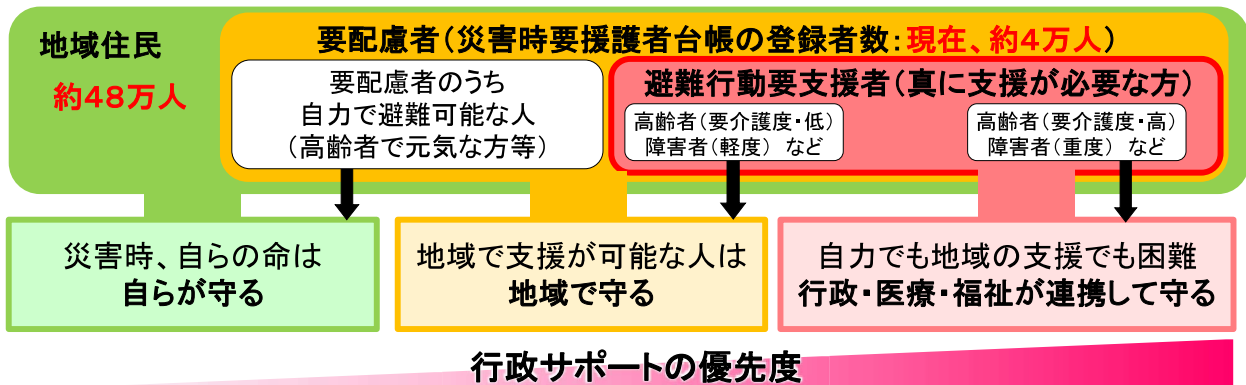 地域住民
約48万人
要配慮者(災害時要援護者台帳の登録者数:現在、約4万人)
要配慮者のうち
自力で避難可能な人
(高齢者で元気な方等)
避難行動要支援者(真に支援が必要な方)
高齢者(要介護度・低)
障害者(軽度) など
高齢者(要介護度・高)
障害者(重度) など
災害時、自らの命は
自らが守る
地域で支援が可能な人は
地域で守る
自力でも地域の支援でも困難
行政・医療・福祉が連携して守る
行政サポートの優先度